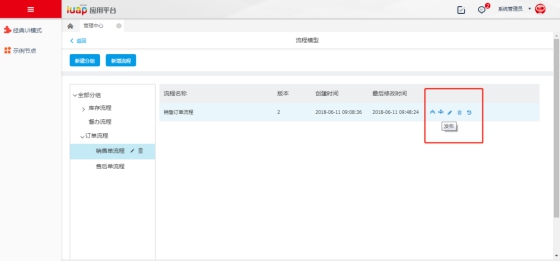 iuap 应用平台
2
系统管理员
经典UI模式
示例节点
管理中心
返回
流程模型
新建分组
新增流程
全部分组
库存流程
督办流程
订单流程
销售单流程
售后单流程
流程名称 版本 创建时间 最后修改时间
销售订单流程 2 2018-06-11 09:08:36 2018-06-11 09:48:24
发布